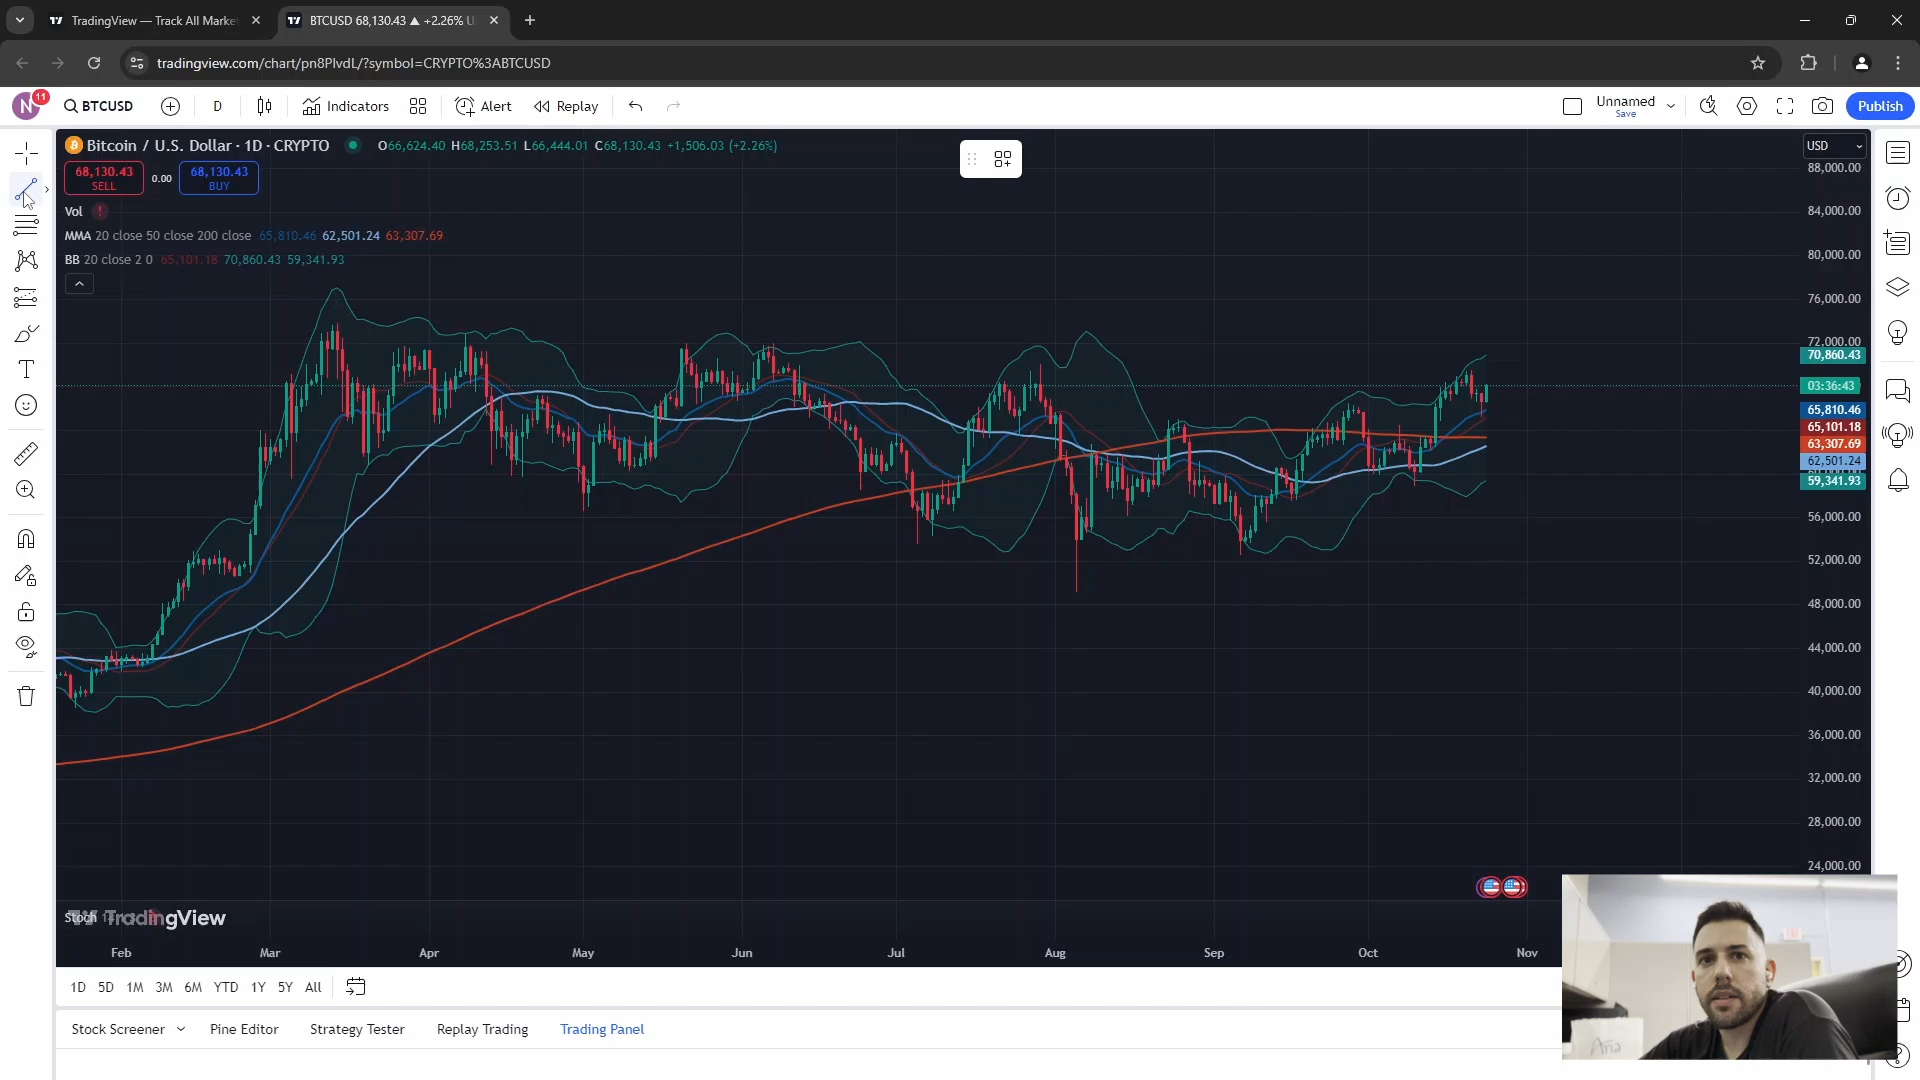 TradingView — Track All Marke
BTCUSD 68,130.43 ▲ +2.26% U
tradingview.com/chart/pn8PlvdL/?symbol=CRYPTO%3ABTCUSD
N 11 BTCUSD D Indicators Alert Replay Unnamed Save Publish
Bitcoin / U.S. Dollar · 1D · CRYPTO O66,624.40 H68,253.51 L66,444.01 C68,130.43 +1,506.03 (+2.26%) USD
68,130.43 SELL 0.00 68,130.43 BUY
Vol !
MMA 20 close 50 close 200 close 65,810.46 62,501.24 63,307.69
BB 20 close 2 0 65,101.18 70,860.43 59,341.93
88,000.00
84,000.00
80,000.00
76,000.00
72,000.00
70,860.43
03:36:43
65,810.46
65,101.18
63,307.69
62,501.24
59,341.93
56,000.00
52,000.00
48,000.00
44,000.00
40,000.00
36,000.00
32,000.00
28,000.00
24,000.00
Stoch
TradingView
Feb Mar Apr May Jun Jul Aug Sep Oct Nov
1D 5D 1M 3M 6M YTD 1Y 5Y All
Stock Screener Pine Editor Strategy Tester Replay Trading Trading Panel
Aria